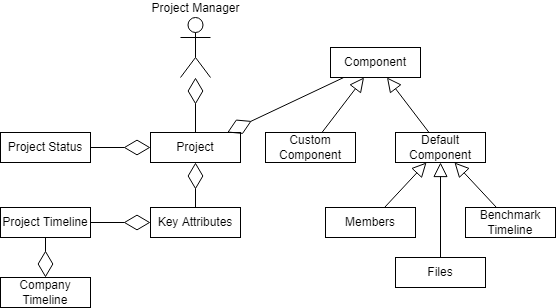 Project Manager
Component
Project Status
Project
Custom
Component
Default
Component
Project Timeline
Key Attributes
Members
Benchmark
Timeline
Files
Company
Timeline